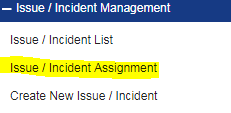 − Issue / Incident Management
Issue / Incident List
Issue / Incident Assignment
Create New Issue / Incident